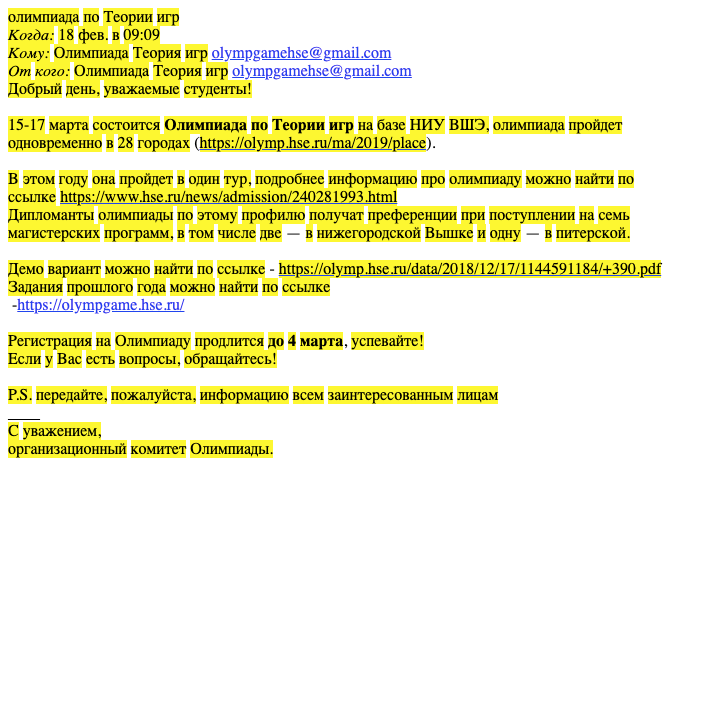 олимпиада по Теории игр
Когда: 18 фев. в 09:09
Кому: Олимпиада Теория игр olympgamehse@gmail.com
От кого: Олимпиада Теория игр olympgamehse@gmail.com
Добрый день, уважаемые студенты!
15-17 марта состоится Олимпиада по Теории игр на базе НИУ ВШЭ, олимпиада пройдет
одновременно в 28 городах (https://olymp.hse.ru/ma/2019/place).
В этом году она пройдет в один тур, подробнее информацию про олимпиаду можно найти по
ссылке https://www.hse.ru/news/admission/240281993.html
Дипломанты олимпиады по этому профилю получат преференции при поступлении на семь
магистерских программ, в том числе две — в нижегородской Вышке и одну — в питерской.
Демо вариант можно найти по ссылке - https://olymp.hse.ru/data/2018/12/17/1144591184/+390.pdf
Задания прошлого года можно найти по ссылке
-https://olympgame.hse.ru/
Регистрация на Олимпиаду продлится до 4 марта, успевайте!
Если у Вас есть вопросы, обращайтесь!
P.S. передайте, пожалуйста, информацию всем заинтересованным лицам
____
С уважением,
организационный комитет Олимпиады.